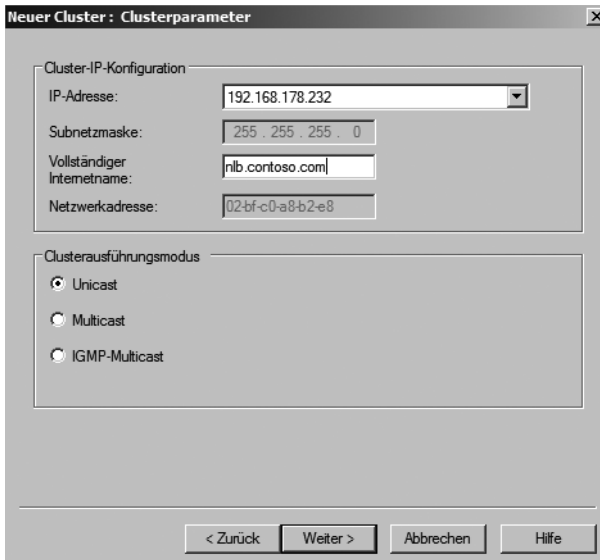 Neuer Cluster : Clusterparameter
Cluster-IP-Konfiguration
IP-Adresse: 192.168.178.232
Subnetzmaske: 255 . 255 . 255 . 0
Vollständiger
Internetname: nlb.contoso.com
Netzwerkadresse: 02-bf-c0-a8-b2-e8
Clusterausführungsmodus
Unicast
Multicast
IGMP-Multicast
< Zurück Weiter > Abbrechen Hilfe